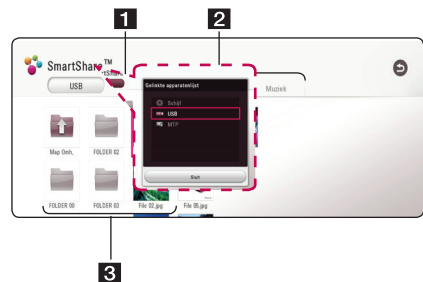 1
2
SmartShare™
rtShare
USB
Muziek
Gelinkte apparatenlijst
Schijf
USB
MTP
Sluit
Map Omh.
FOLDER 02
FOLDER 00
FOLDER 03
File 02.jpg
File 05.jpg
3